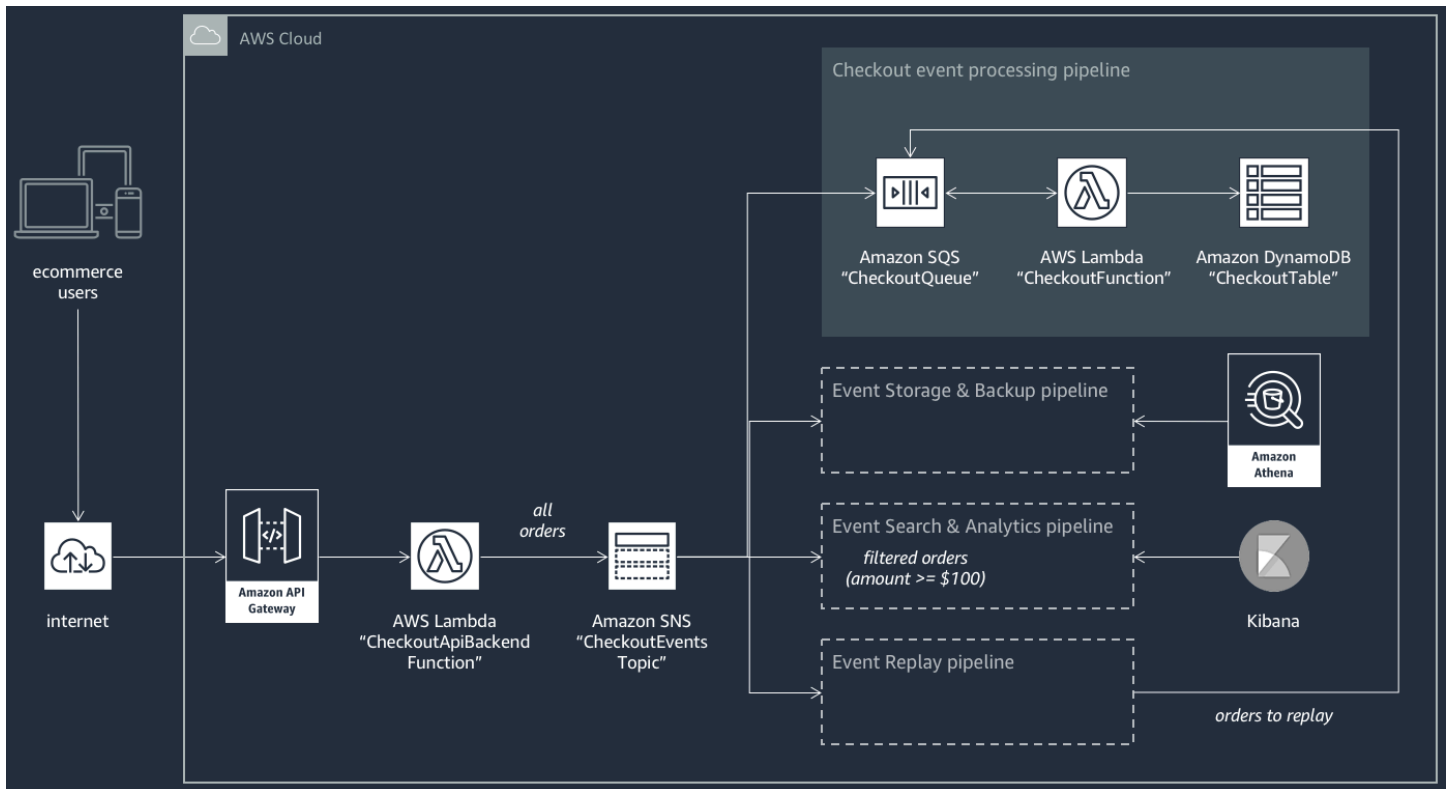 AWS Cloud
Checkout event processing pipeline
ecommerce
users
Amazon SQS
“CheckoutQueue”
AWS Lambda
“CheckoutFunction”
Amazon DynamoDB
“CheckoutTable”
Event Storage & Backup pipeline
Amazon
Athena
Event Search & Analytics pipeline
filtered orders
(amount >= $100)
Kibana
Event Replay pipeline
orders to replay
internet
</>
Amazon API
Gateway
AWS Lambda
“CheckoutApiBackend
Function”
all
orders
Amazon SNS
“CheckoutEvents
Topic”